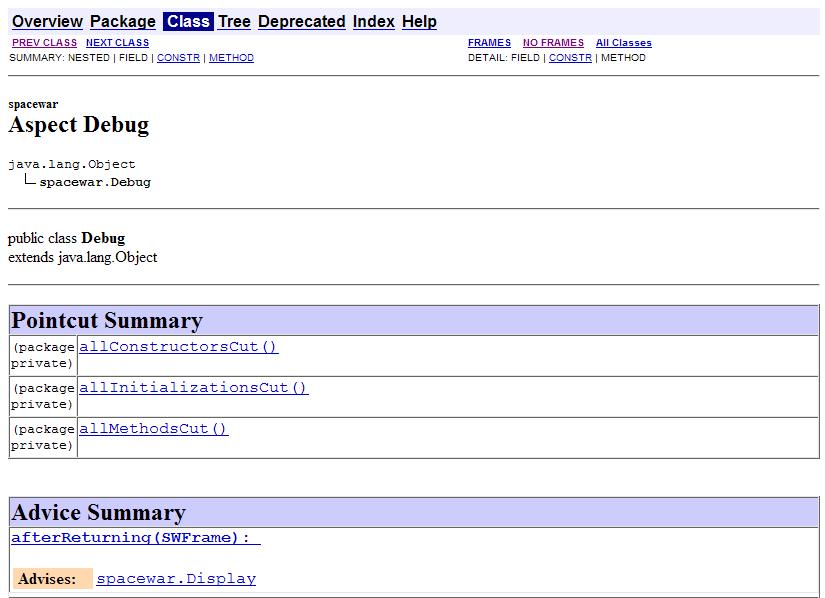 Overview Package Class Tree Deprecated Index Help
PREV CLASS NEXT CLASS FRAMES NO FRAMES All Classes
SUMMARY: NESTED | FIELD | CONSTR | METHOD DETAIL: FIELD | CONSTR | METHOD
spacewar
Aspect Debug
java.lang.Object
spacewar.Debug
public class Debug
extends java.lang.Object
Pointcut Summary
(package private) allConstructorsCut()
(package private) allInitializationsCut()
(package private) allMethodsCut()
Advice Summary
afterReturning(SWFrame):
Advises: spacewar.Display